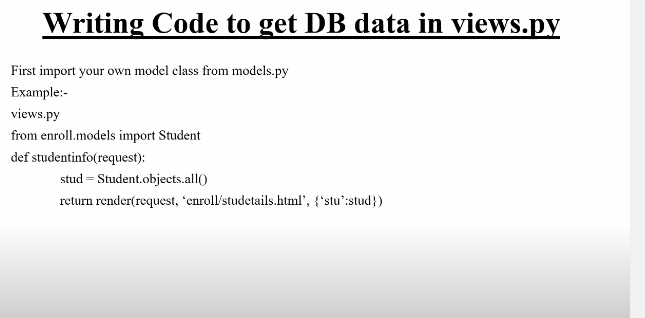 Writing Code to get DB data in views.py
First import your own model class from models.py
Example:-
views.py
from enroll.models import Student
def studentinfo(request):
stud = Student.objects.all()
return render(request, ‘enroll/studetails.html’, {‘stu’:stud})